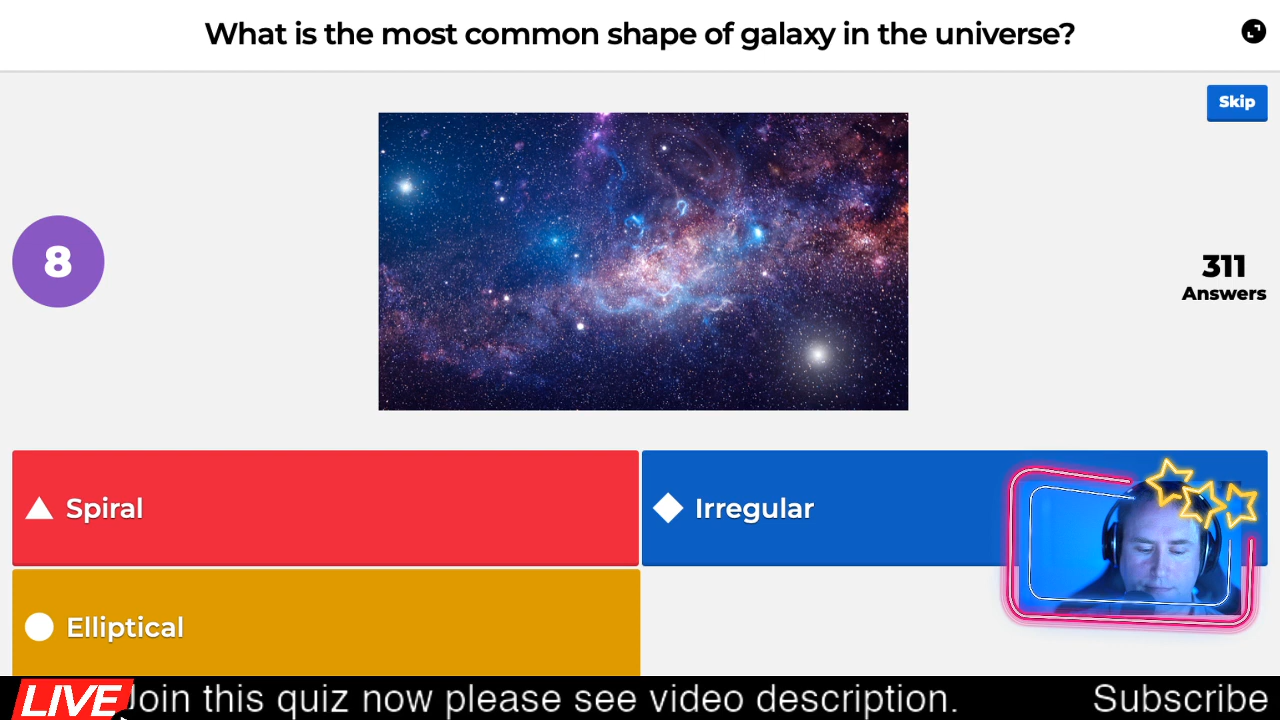 What is the most common shape of galaxy in the universe?
Skip
8
311
Answers
Spiral
Irregular
Elliptical
LIVE Join this quiz now please see video description. Subscribe